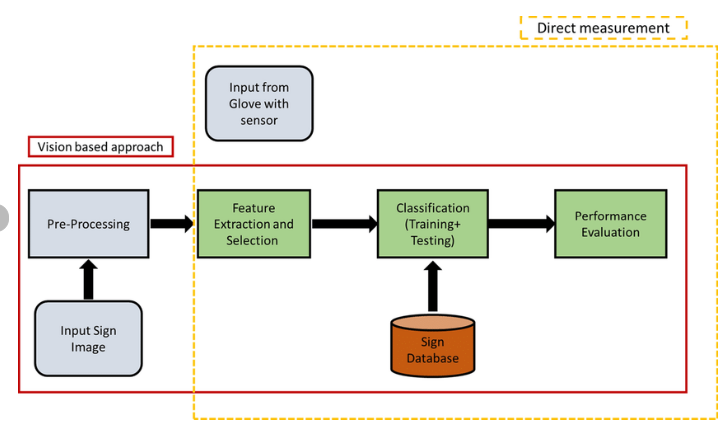 Direct measurement
Input from
Glove with
sensor
Vision based approach
Pre-Processing
Feature
Extraction and
Selection
Classification
(Training+
Testing)
Performance
Evaluation
Input Sign
Image
Sign
Database